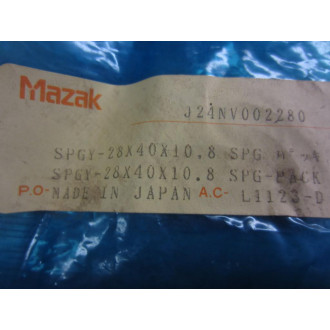 Mazak
J24NV002280
SPGY-28X40X10.8 SPG
SPGY-28X40X10.8 SPG-PACK
P.O- MADE IN JAPAN A.C- L1123-D